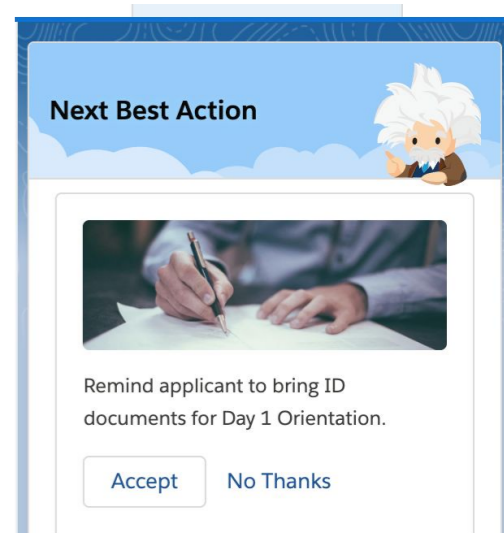 Next Best Action
Remind applicant to bring ID
documents for Day 1 Orientation.
Accept
No Thanks